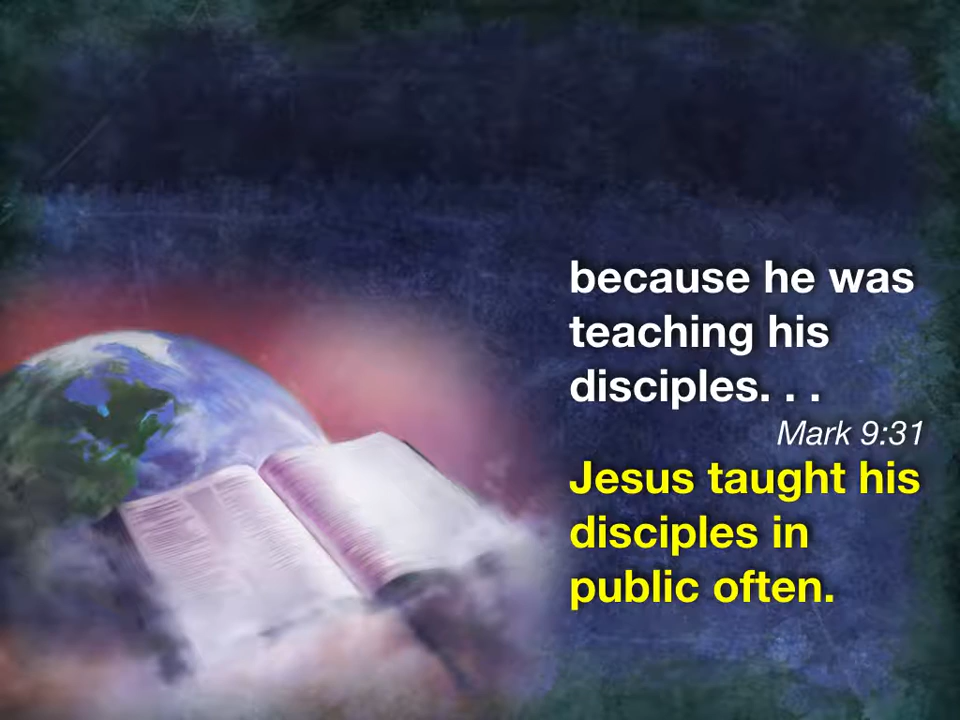 because he was
teaching his
disciples. . .
Mark 9:31
Jesus taught his
disciples in
public often.